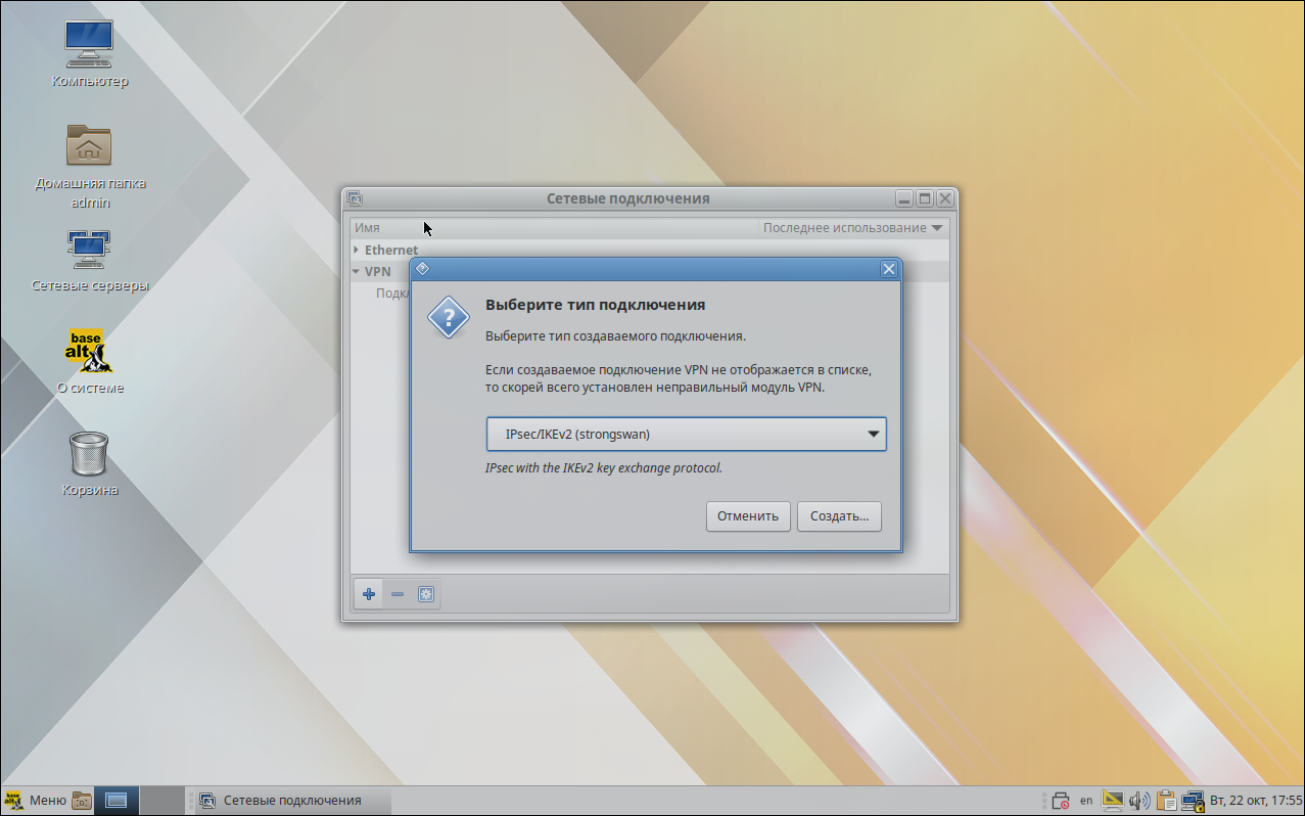 Компьютер
Домашняя папка
admin
Сетевые серверы
base
alt
О системе
Корзина
Сетевые подключения
Имя
Последнее использование
Ethernet
VPN
Выберите тип подключения
Выберите тип создаваемого подключения.
Если создаваемое подключение VPN не отображается в списке,
то скорей всего установлен неправильный модуль VPN.
IPsec/IKEv2 (strongswan)
IPsec with the IKEv2 key exchange protocol.
Отменить
Создать...
Меню
Сетевые подключения
en
Вт, 22 окт, 17:55